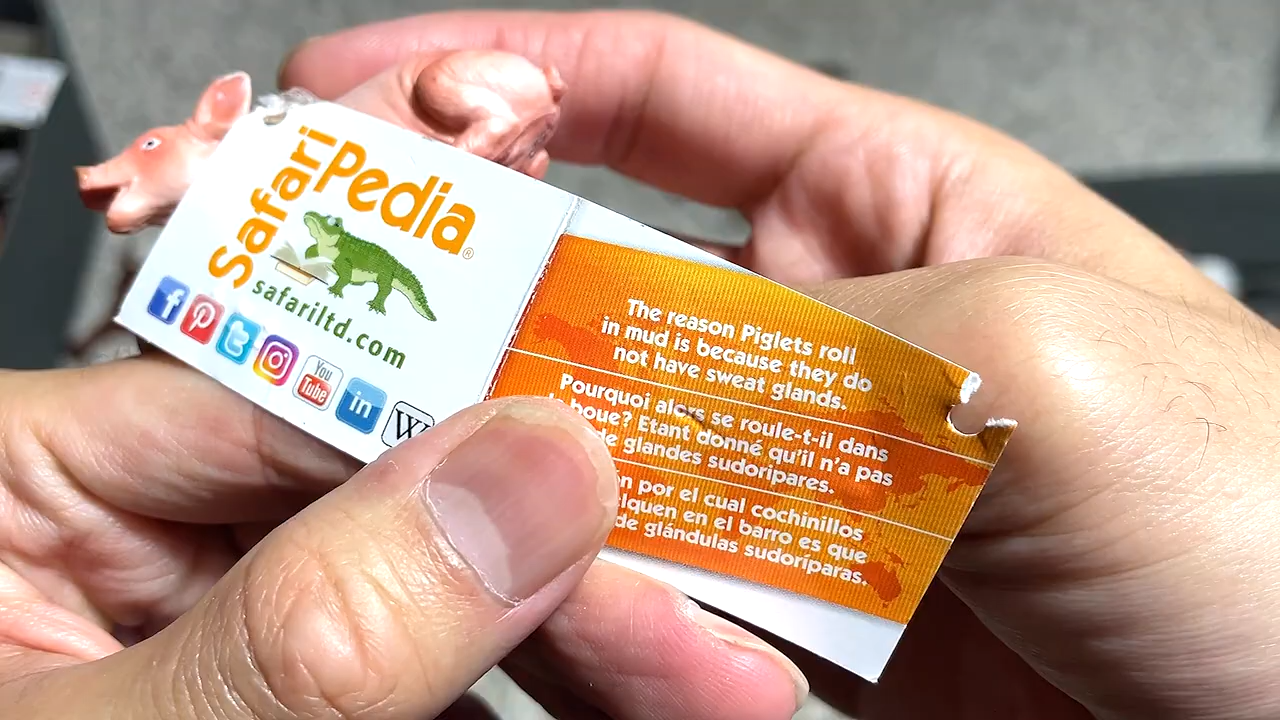 Safari
Pedia®
safariltd.com
f
You
Tube
in
W
The reason Piglets roll
in mud is because they do
not have sweat glands.
Pourquoi alors se roule-t-il dans
boue? Etant donné qu'il n'a pas
de glandes sudoripares.
por el cual cochinillos
en el barro es que
de glándulas sudoríparas.